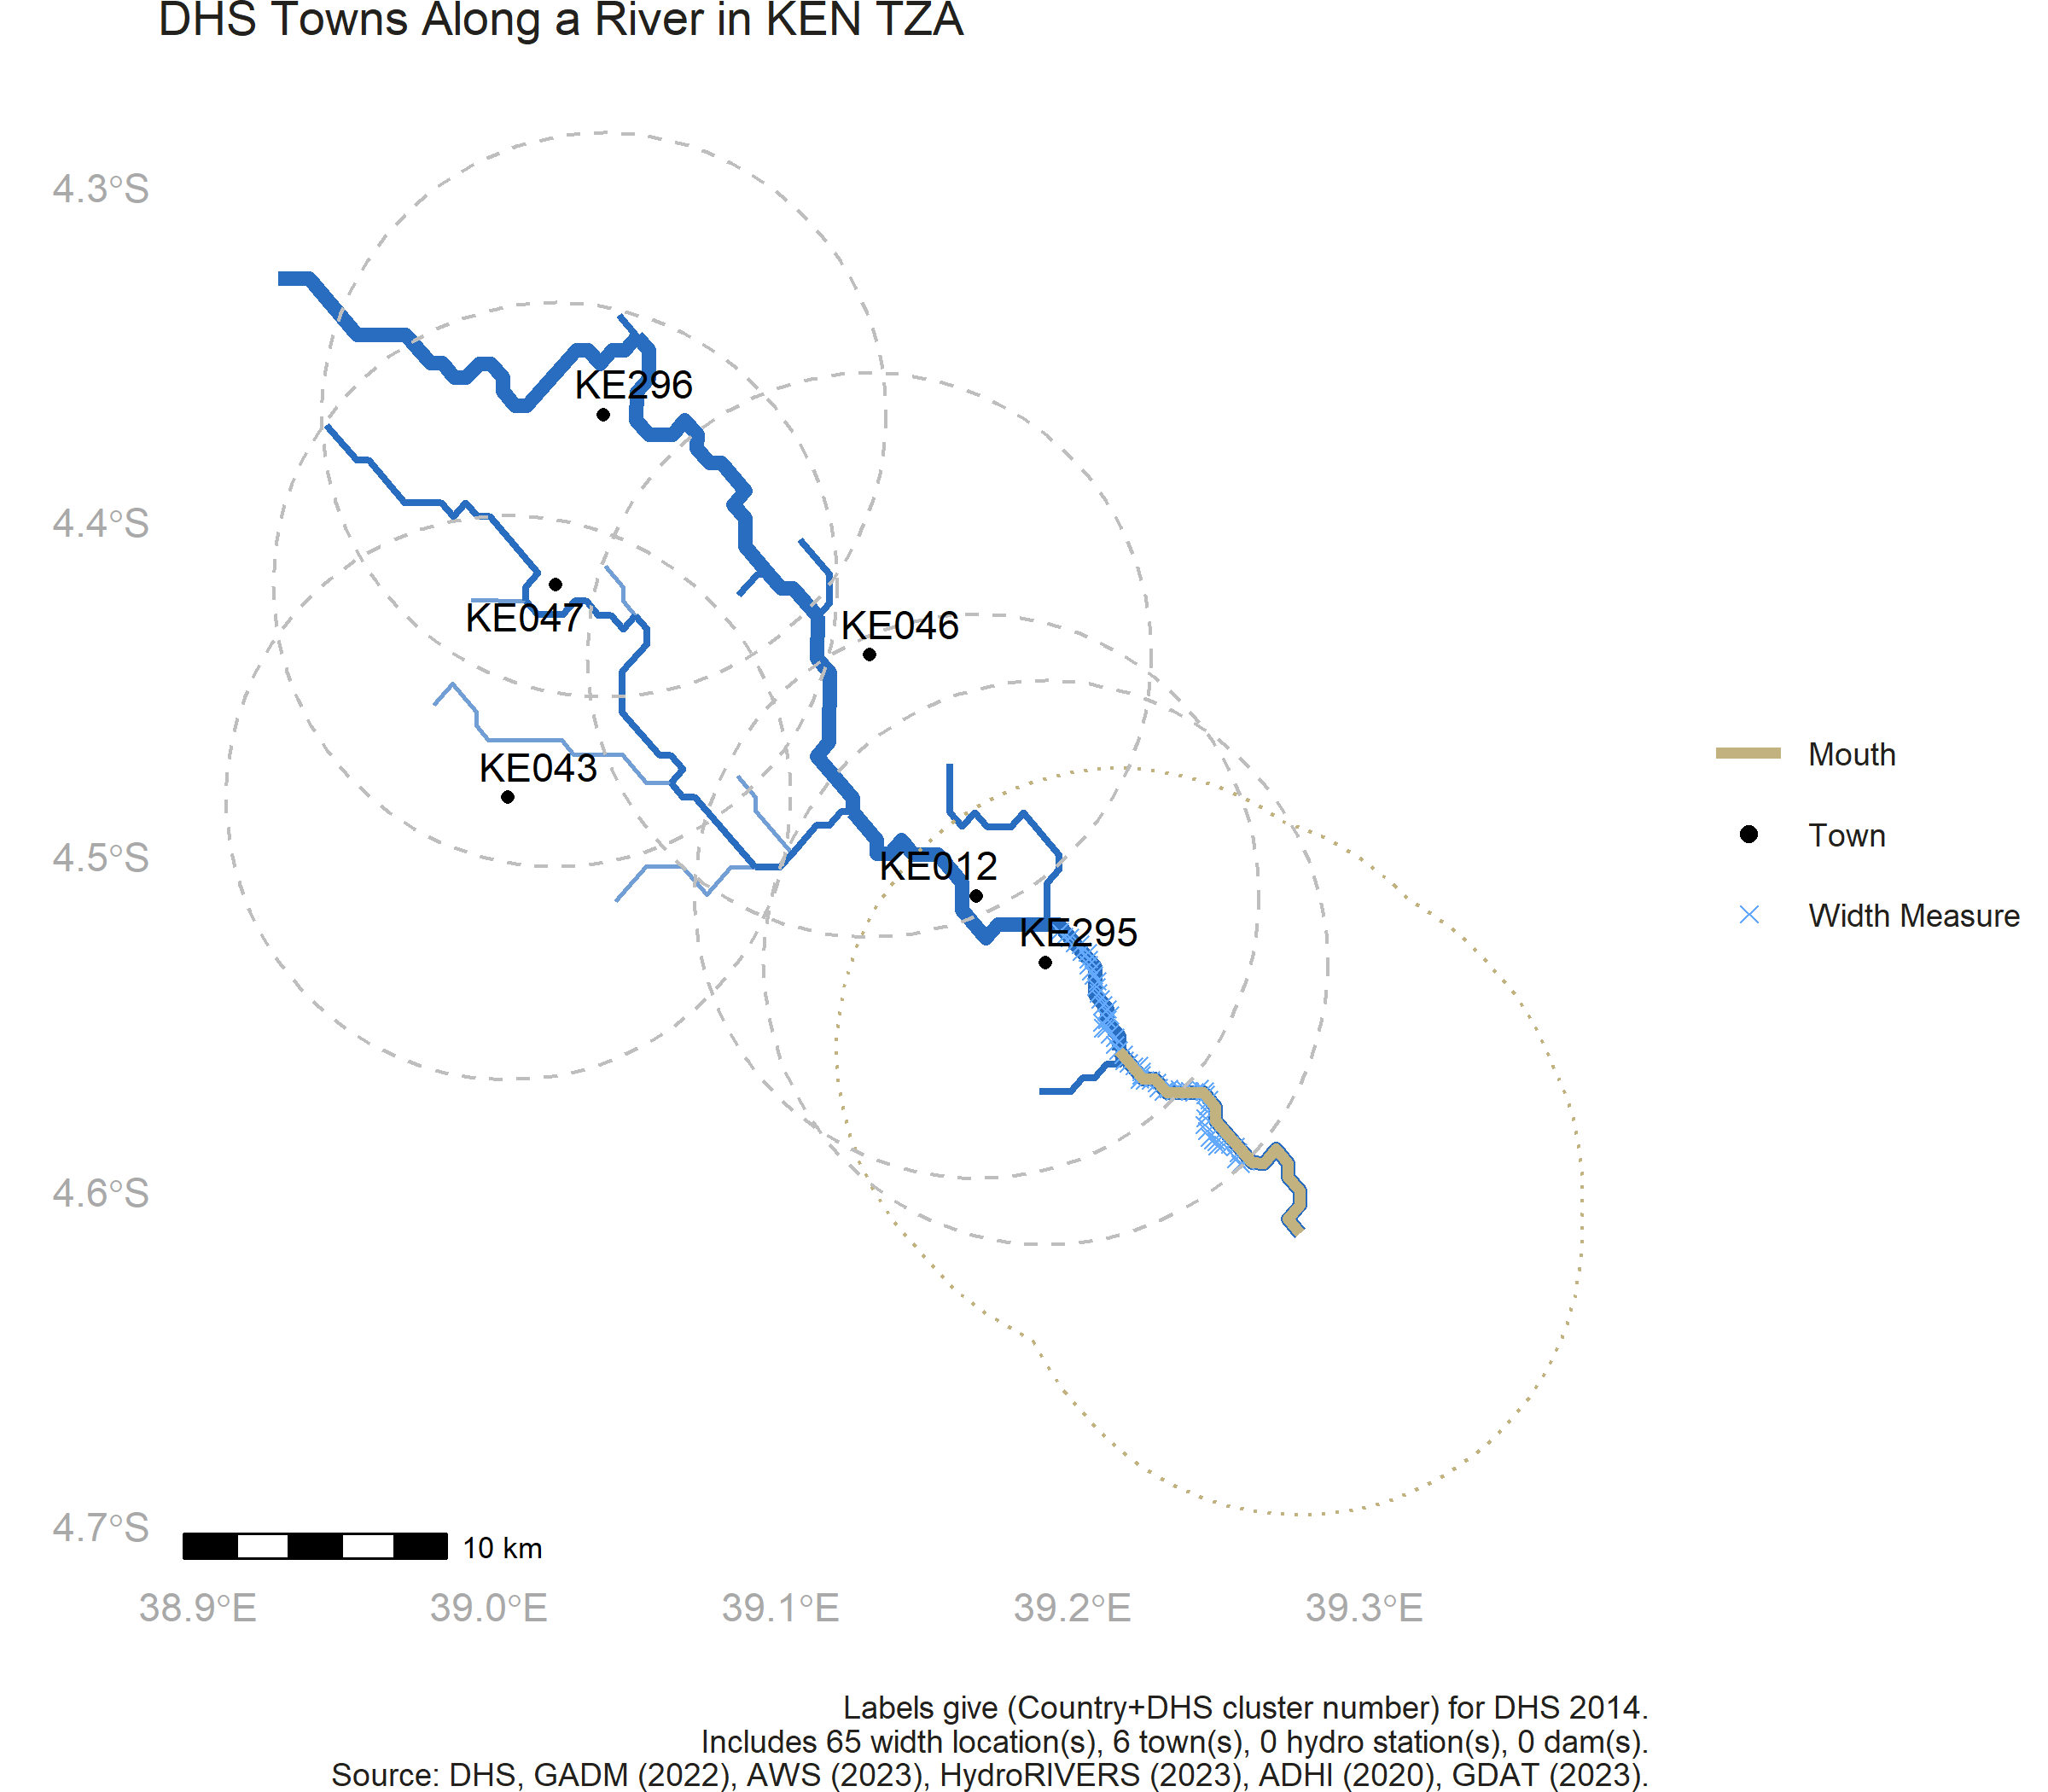 DHS Towns Along a River in KEN TZA
4.3°S
4.4°S
4.5°S
4.6°S
4.7°S
KE296
KE047
KE046
KE043
KE012
KE295
Mouth
Town
Width Measure
10 km
38.9°E
39.0°E
39.1°E
39.2°E
39.3°E
Labels give (Country+DHS cluster number) for DHS 2014.
Includes 65 width location(s), 6 town(s), 0 hydro station(s), 0 dam(s).
Source: DHS, GADM (2022), AWS (2023), HydroRIVERS (2023), ADHI (2020), GDAT (2023).